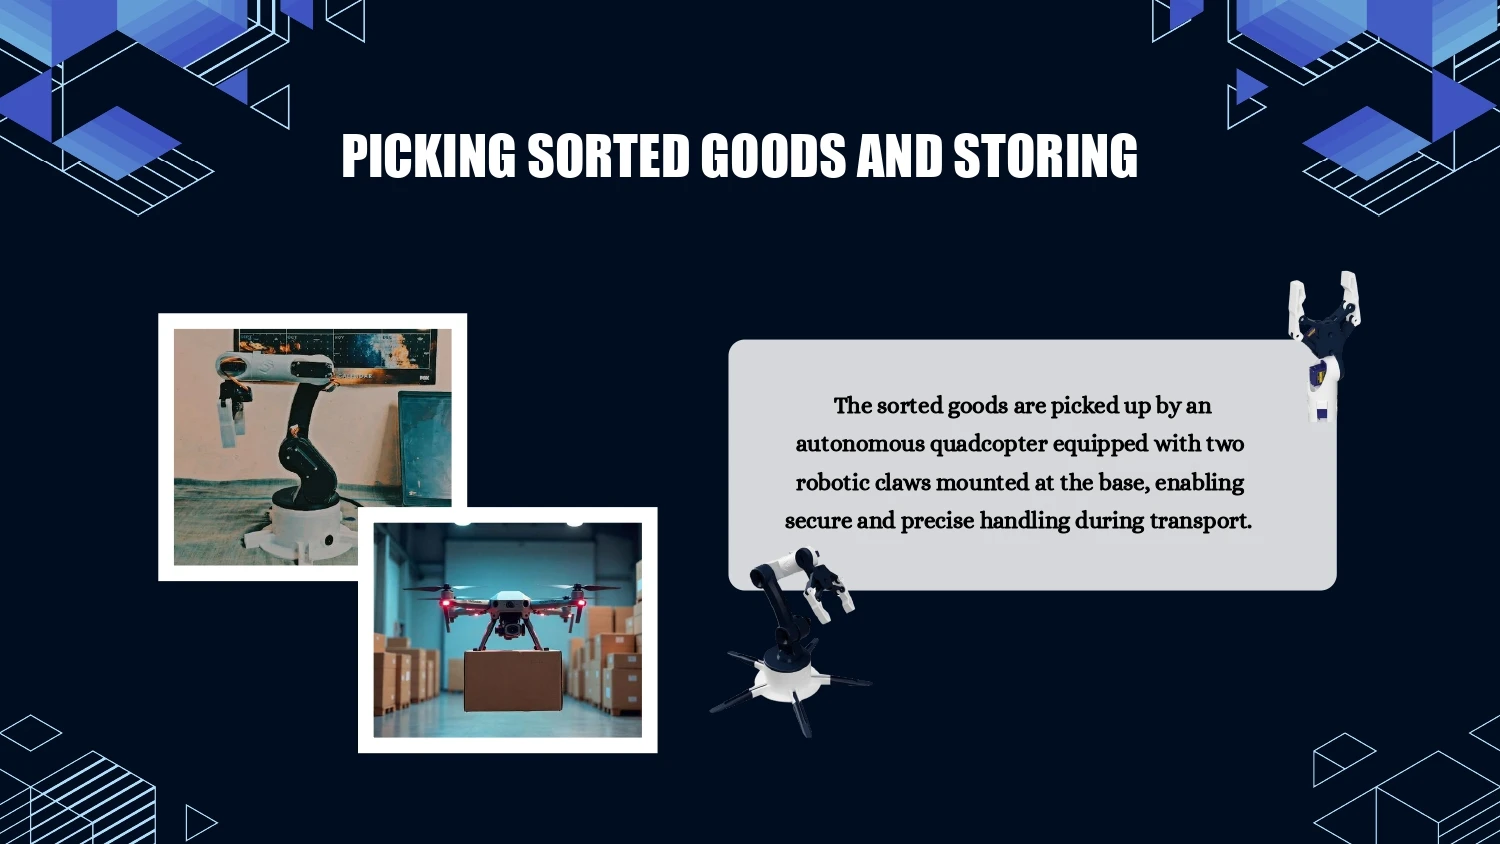 PICKING SORTED GOODS AND STORING
The sorted goods are picked up by an
autonomous quadcopter equipped with two
robotic claws mounted at the base, enabling
secure and precise handling during transport.